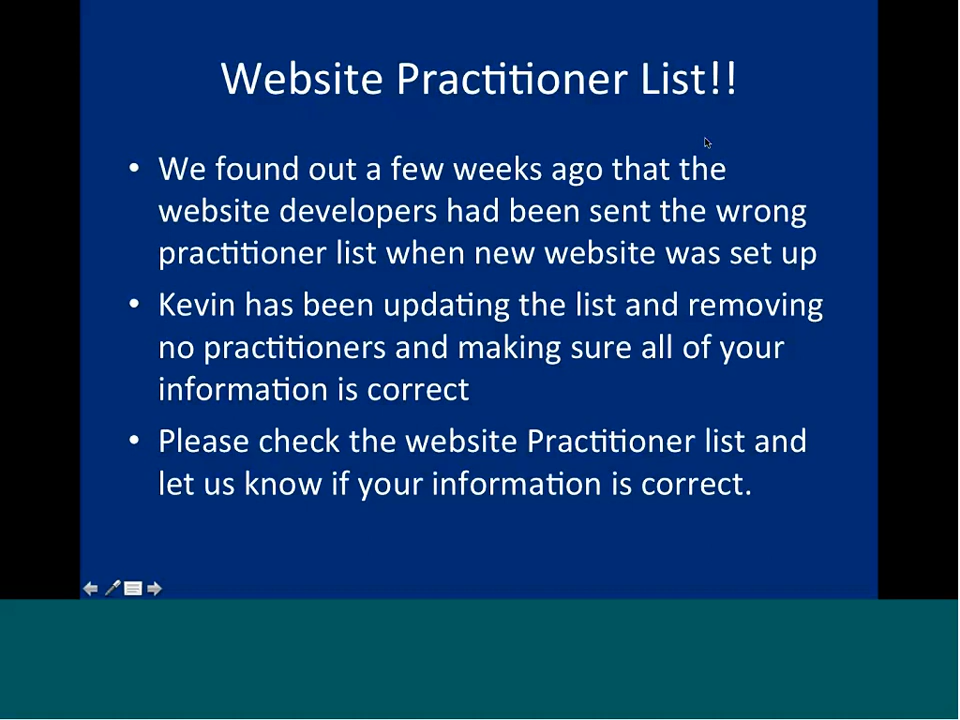 Website Practitioner List!!
• We found out a few weeks ago that the
website developers had been sent the wrong
practitioner list when new website was set up
• Kevin has been updating the list and removing
no practitioners and making sure all of your
information is correct
• Please check the website Practitioner list and
let us know if your information is correct.